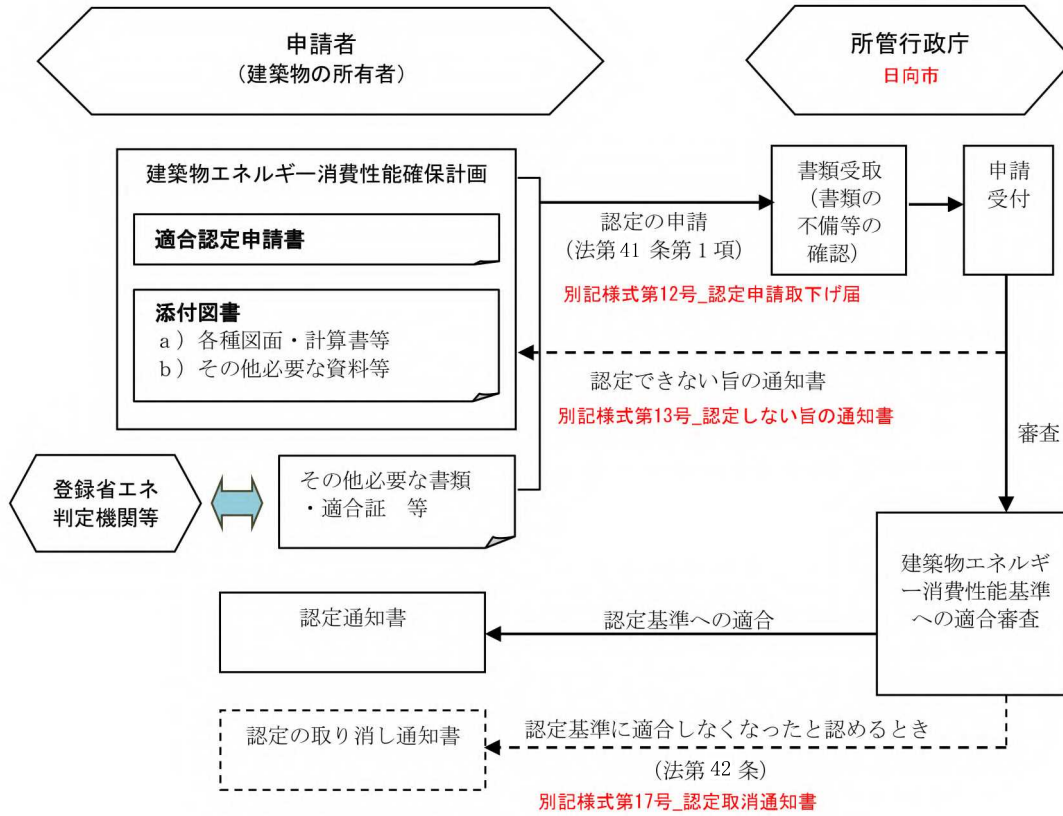 申請者
(建築物の所有者)
所管行政庁
日向市
建築物エネルギー消費性能確保計画
適合認定申請書
添付図書
a）各種図面・計算書等
b）その他必要な資料等
認定の申請
(法第41 条第1項)
別記様式第12号_認定申請取下げ届
書類受取
（書類の
不備等の
確認）
申請
受付
認定できない旨の通知書
別記様式第13号_認定しない旨の通知書
審査
登録省エネ
判定機関等
その他必要な書類
・適合証　等
建築物エネルギ
ー消費性能基準
への適合審査
認定通知書
認定基準への適合
認定の取り消し通知書
認定基準に適合しなくなったと認めるとき
(法第42 条)
別記様式第17号_認定取消通知書